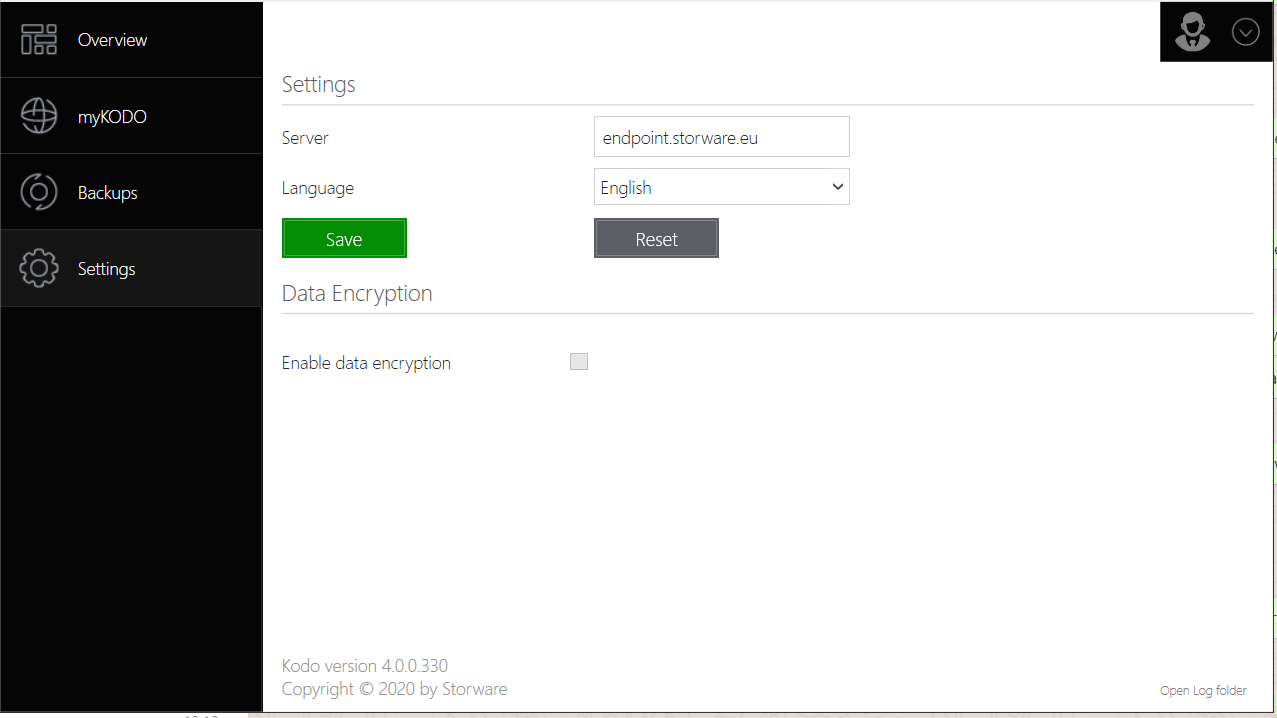 Overview
myKODO
Backups
Settings
Settings
Server
endpoint.storware.eu
Language
English
Save
Reset
Data Encryption
Enable data encryption
Kodo version 4.0.0.330
Copyright © 2020 by Storware
Open Log folder